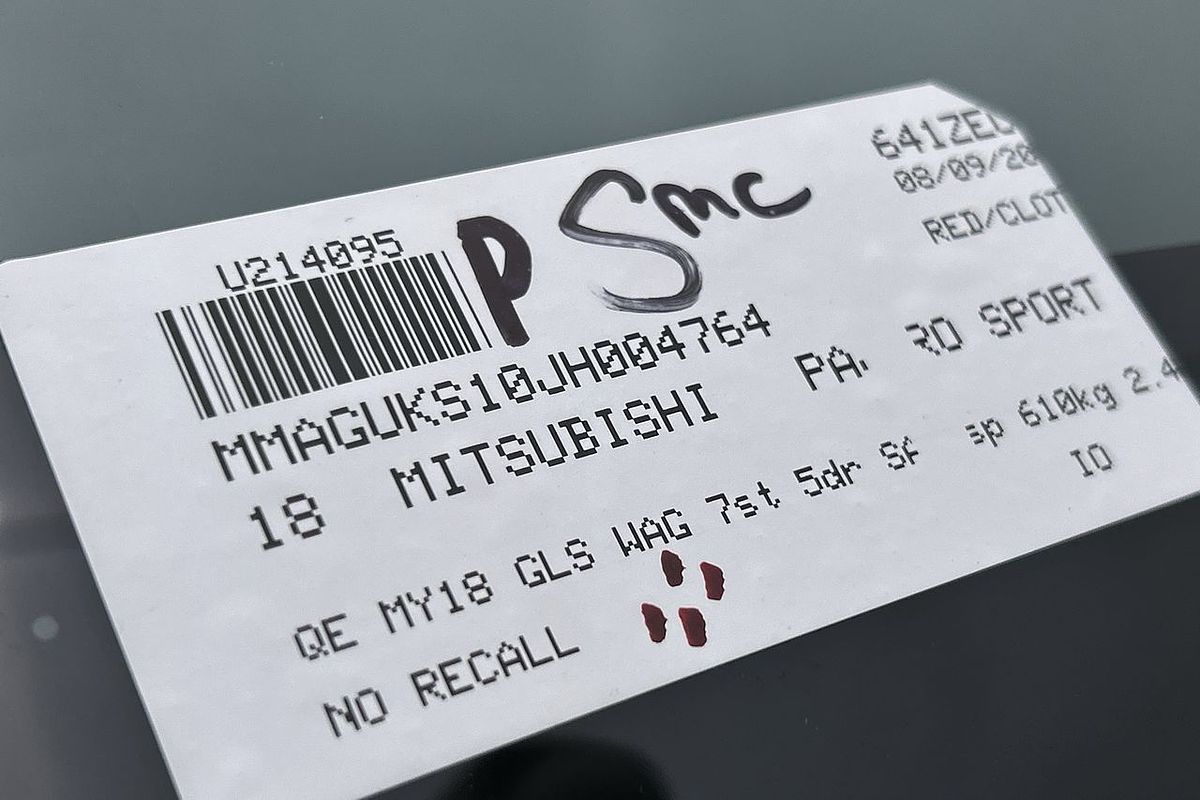 641ZE
08/09/20
P Smc
U214095
RED/CLOT
MMAGUKS10JH004764
18 MITSUBISHI PA RO SPORT
QE MY18 GLS WAG 7st 5dr sp 610kg 2.4
NO RECALL IO